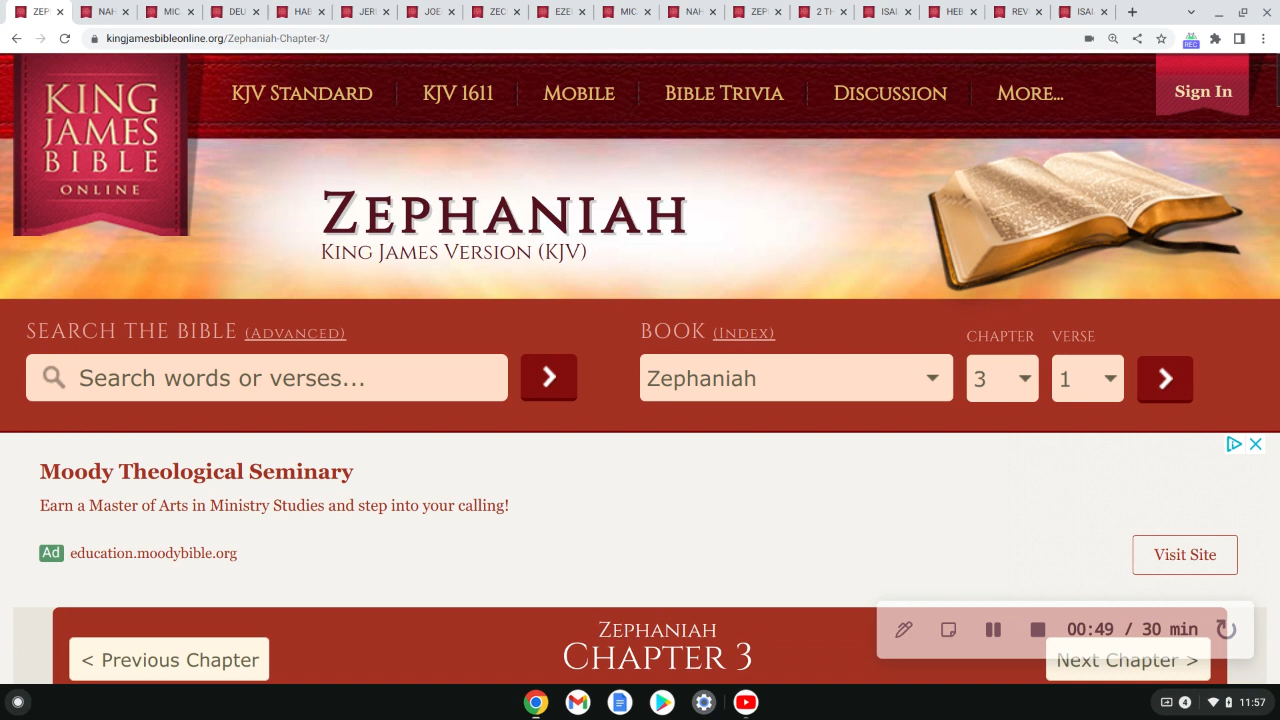 ZEP
NAH
MIC
DEU
HAB
JER
JOE
ZEC
EZE
MIC
NAH
ZEP
2 TH
ISAI
HEB
REV
ISAI
kingjamesbibleonline.org/Zephaniah-Chapter-3/
REC
KING
JAMES
BIBLE
ONLINE
KJV STANDARD
KJV 1611
MOBILE
BIBLE TRIVIA
DISCUSSION
MORE...
Sign In
ZEPHANIAH
KING JAMES VERSION (KJV)
SEARCH THE BIBLE (ADVANCED)
BOOK (INDEX)
CHAPTER
VERSE
Search words or verses...
Zephaniah
3
1
Moody Theological Seminary
Earn a Master of Arts in Ministry Studies and step into your calling!
Ad education.moodybible.org
Visit Site
ZEPHANIAH
CHAPTER 3
00:49 / 30 min
< Previous Chapter
Next Chapter >
4
11:57